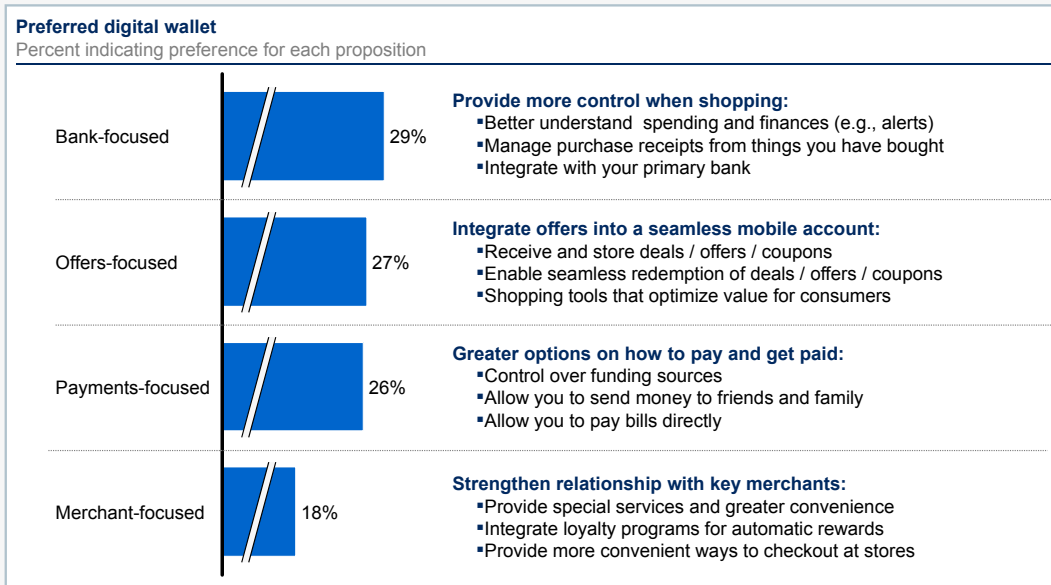 Preferred digital wallet
Percent indicating preference for each proposition
Bank-focused
29%
Provide more control when shopping:
▪Better understand  spending and finances (e.g., alerts)
▪Manage purchase receipts from things you have bought
▪Integrate with your primary bank
Offers-focused
27%
Integrate offers into a seamless mobile account:
▪Receive and store deals / offers / coupons
▪Enable seamless redemption of deals / offers / coupons
▪Shopping tools that optimize value for consumers
Payments-focused
26%
Greater options on how to pay and get paid:
▪Control over funding sources
▪Allow you to send money to friends and family
▪Allow you to pay bills directly
Merchant-focused
18%
Strengthen relationship with key merchants:
▪Provide special services and greater convenience
▪Integrate loyalty programs for automatic rewards
▪Provide more convenient ways to checkout at stores